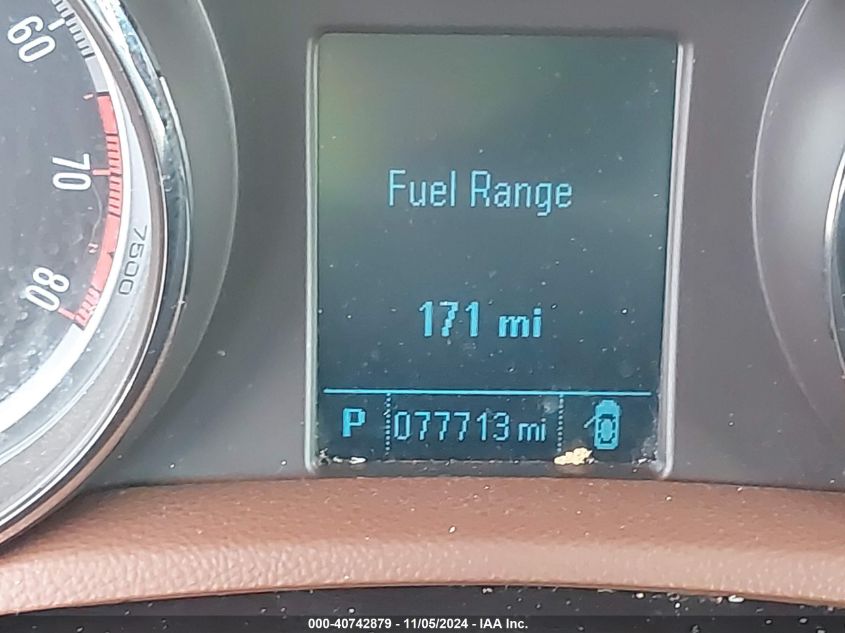 60
70
80
7500
Fuel Range
171 mi
P 077713 mi
000-40742879 - 11/05/2024 - IAA Inc.